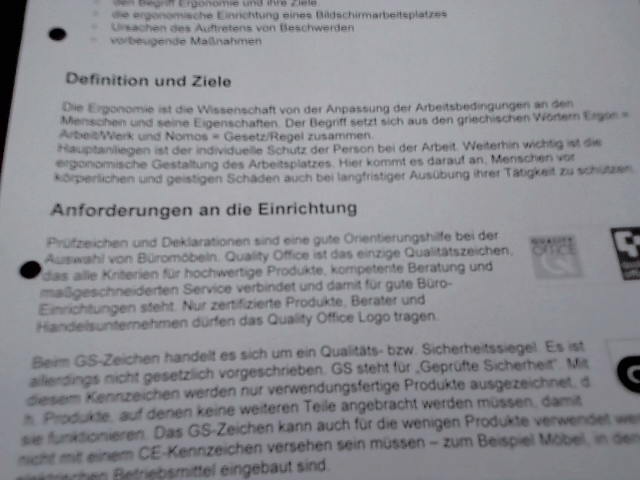 den Begriff Ergonomie und ihre Ziele.
die ergonomische Einrichtung eines Bildschirmarbeitsplatzes
Ursachen des Auftretens von Beschwerden
vorbeugende Maßnahmen
Definition und Ziele
Die Ergonomie ist die Wissenschaft von der Anpassung der Arbeitsbedingungen an den
Menschen und seine Eigenschaften. Der Begriff setzt sich aus den griechischen Wörtern Ergon =
Arbeit/Werk und Nomos = Gesetz/Regel zusammen.
Hauptanliegen ist der individuelle Schutz der Person bei der Arbeit. Weiterhin wichtig ist die
ergonomische Gestaltung des Arbeitsplatzes. Hier kommt es darauf an, Menschen vor
körperlichen und geistigen Schäden auch bei langfristiger Ausübung ihrer Tätigkeit zu schützen.
Anforderungen an die Einrichtung
Prüfzeichen und Deklarationen sind eine gute Orientierungshilfe bei der
Auswahl von Büromöbeln. Quality Office ist das einzige Qualitätszeichen,
das alle Kriterien für hochwertige Produkte, kompetente Beratung und
maßgeschneiderten Service verbindet und damit für gute Büro-
Einrichtungen steht. Nur zertifizierte Produkte, Berater und
Handelsunternehmen dürfen das Quality Office Logo tragen.
QUALITY
OFFICE
Beim GS-Zeichen handelt es sich um ein Qualitäts- bzw. Sicherheitssiegel. Es ist
allerdings nicht gesetzlich vorgeschrieben. GS steht für „Geprüfte Sicherheit". Mit
diesem Kennzeichen werden nur verwendungsfertige Produkte ausgezeichnet, d.
h. Produkte, auf denen keine weiteren Teile angebracht werden müssen, damit
sie funktionieren. Das GS-Zeichen kann auch für die wenigen Produkte verwendet
nicht mit einem CE-Kennzeichen versehen sein müssen – zum Beispiel Möbel, in
elektrischen Betriebsmittel eingebaut sind.